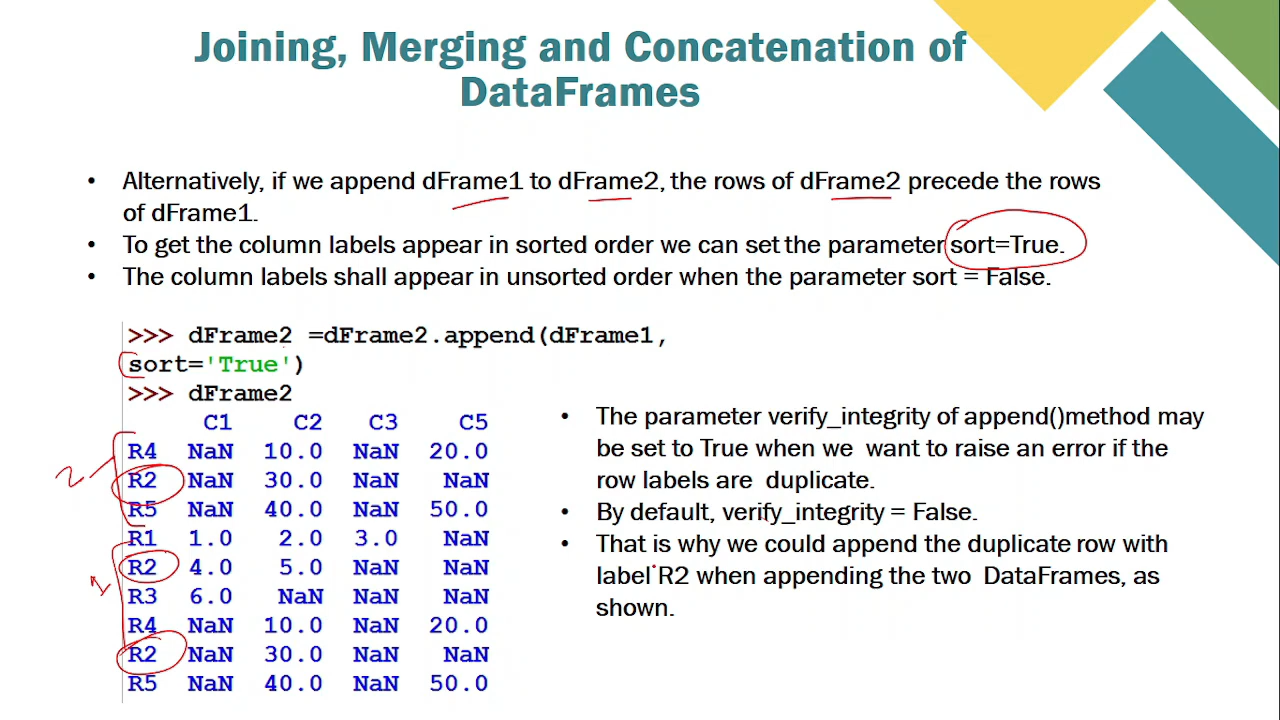 Joining, Merging and Concatenation of
DataFrames
• Alternatively, if we append dFrame1 to dFrame2, the rows of dFrame2 precede the rows
of dFrame1.
• To get the column labels appear in sorted order we can set the parameter sort=True.
• The column labels shall appear in unsorted order when the parameter sort = False.
>>> dFrame2 =dFrame2.append(dFrame1,
sort='True')
>>> dFrame2
C1 C2 C3 C5
R4 NaN 10.0 NaN 20.0
R2 NaN 30.0 NaN NaN
R5 NaN 40.0 NaN 50.0
R1 1.0 2.0 3.0 NaN
R2 4.0 5.0 NaN NaN
R3 6.0 NaN NaN NaN
R4 NaN 10.0 NaN 20.0
R2 NaN 30.0 NaN NaN
R5 NaN 40.0 NaN 50.0
2
1
• The parameter verify_integrity of append()method may
be set to True when we want to raise an error if the
row labels are duplicate.
• By default, verify_integrity = False.
• That is why we could append the duplicate row with
label R2 when appending the two DataFrames, as
shown.